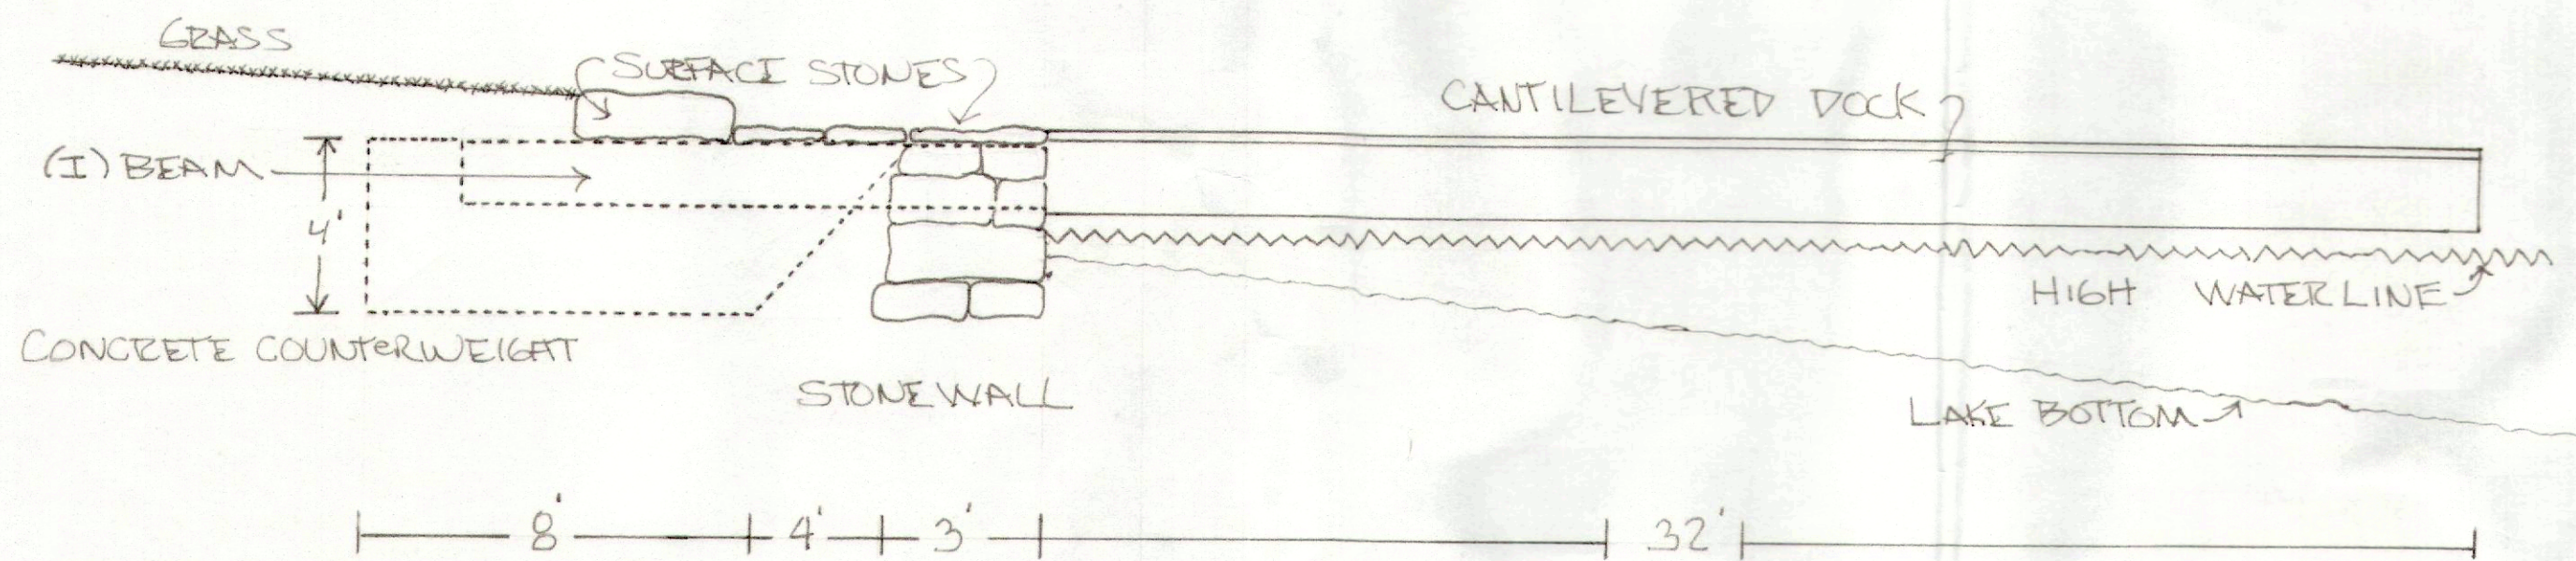 GRASS
SURFACE STONES
CANTILEVERED DOCK
(I) BEAM
4'
HIGH WATERLINE
CONCRETE COUNTERWEIGHT
STONEWALL
LAKE BOTTOM
8' 4' 3' 32'